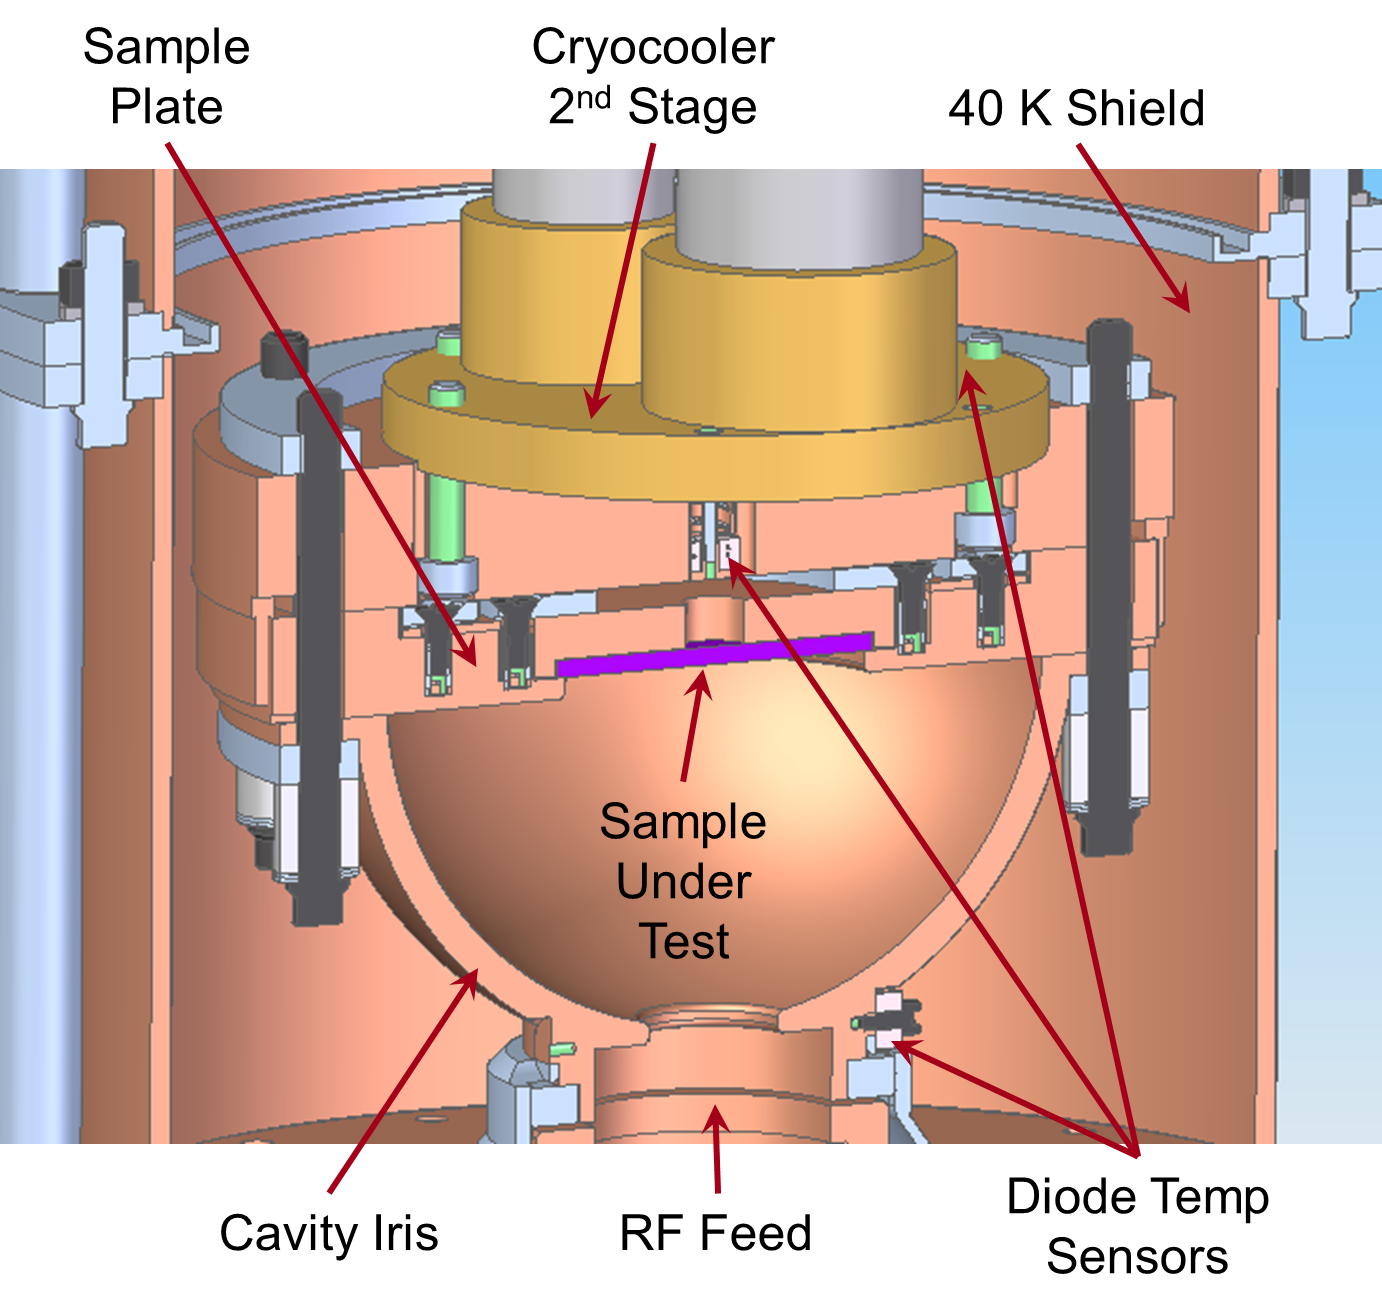 Sample
Plate
Cryocooler
2nd Stage
40 K Shield
Sample
Under
Test
Cavity Iris
RF Feed
Diode Temp
Sensors